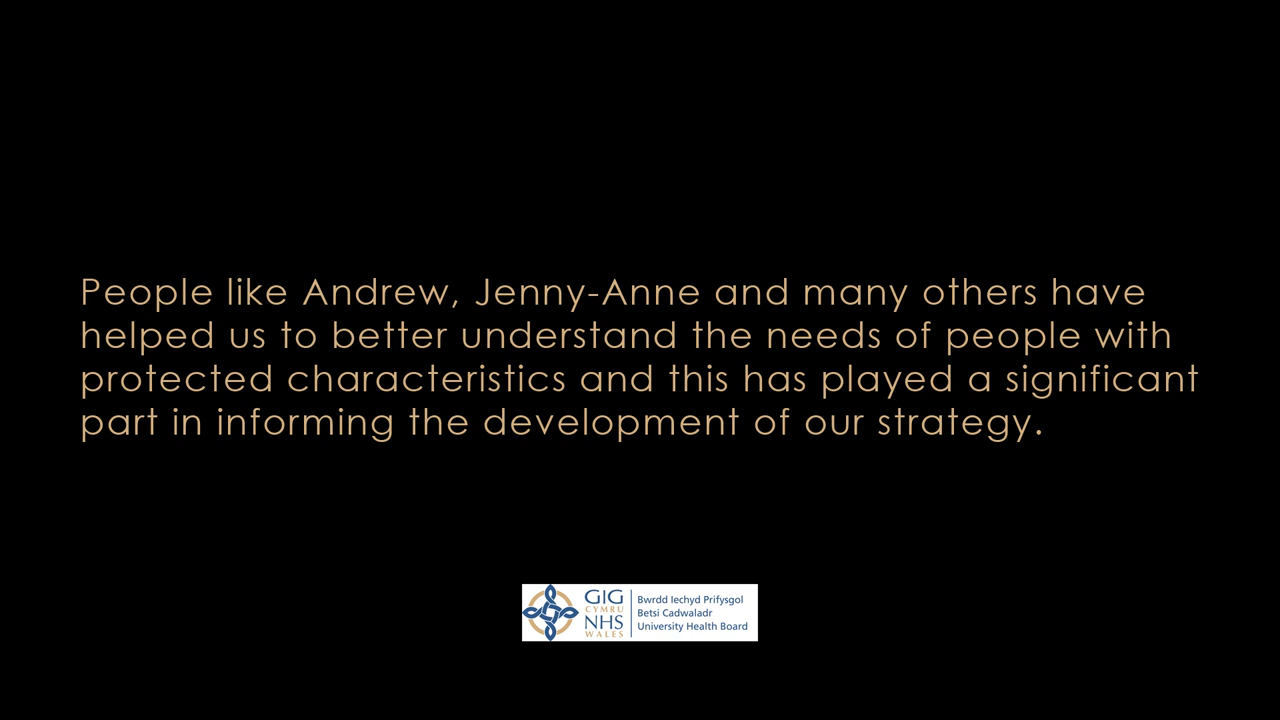 People like Andrew, Jenny-Anne and many others have
helped us to better understand the needs of people with
protected characteristics and this has played a significant
part in informing the development of our strategy.
GIG
CYMRU
NHS
WALES
Bwrdd Iechyd Prifysgol
Betsi Cadwaladr
University Health Board